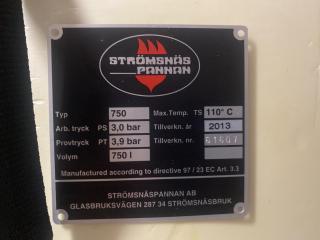 STRÖMSNÄS
PANNAN
Typ 750 Max.Temp. TS 110° C
Arb. tryck PS 3,0 bar Tillverkn. år 2013
Provtryck PT 3,9 bar Tillverkn. nr. 61607
Volym 750 l
Manufactured according to directive 97 / 23 EC Art. 3.3
STRÖMSNÄSPANNAN AB
GLASBRUKSVÄGEN 287 34 STRÖMSNÄSBRUK